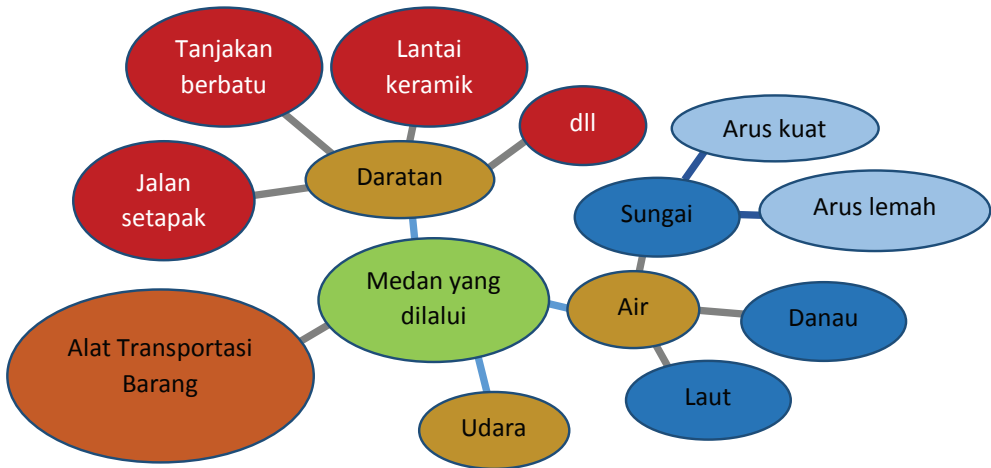 Tanjakan
berbatu
Lantai
keramik
dll
Arus kuat
Jalan
setapak
Daratan
Sungai
Arus lemah
Medan yang
dilalui
Air
Danau
Alat Transportasi
Barang
Laut
Udara